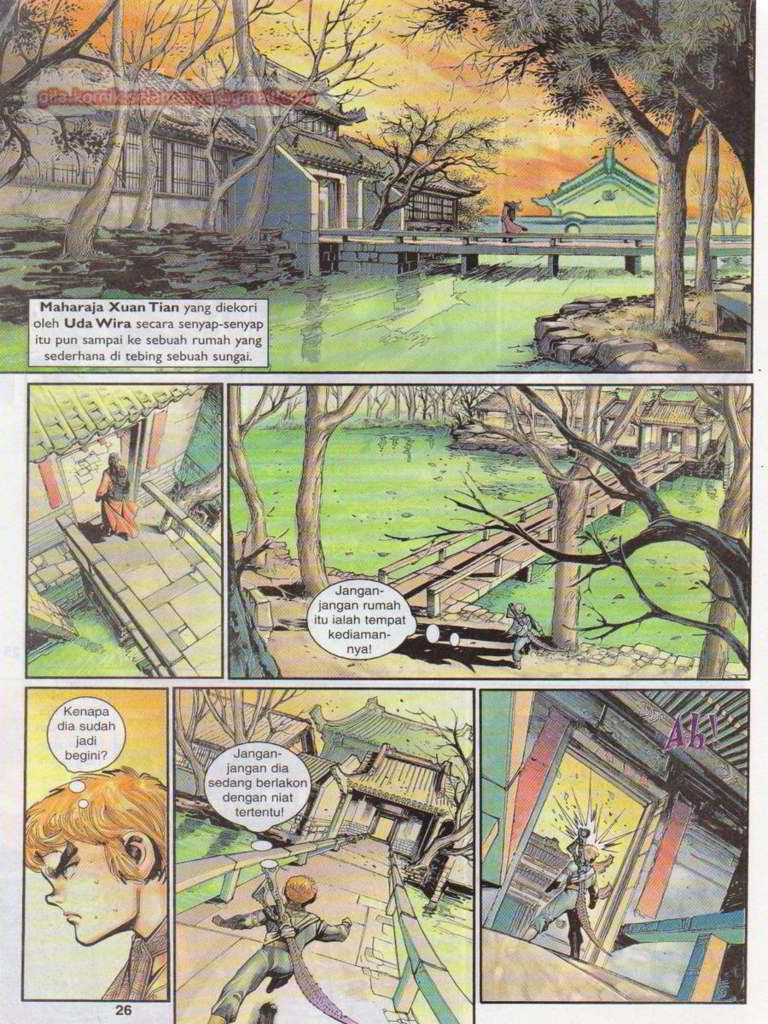 Maharaja Xuan Tian yang diekori
oleh Uda Wira secara senyap-senyap
itu pun sampai ke sebuah rumah yang
sederhana di tebing sebuah sungai.
Jangan-
jangan rumah
itu ialah tempat
kediaman-
nya!
Kenapa
dia sudah
jadi
begini?
Jangan-
jangan dia
sedang berlakon
dengan niat
tertentu!
Ah!
26